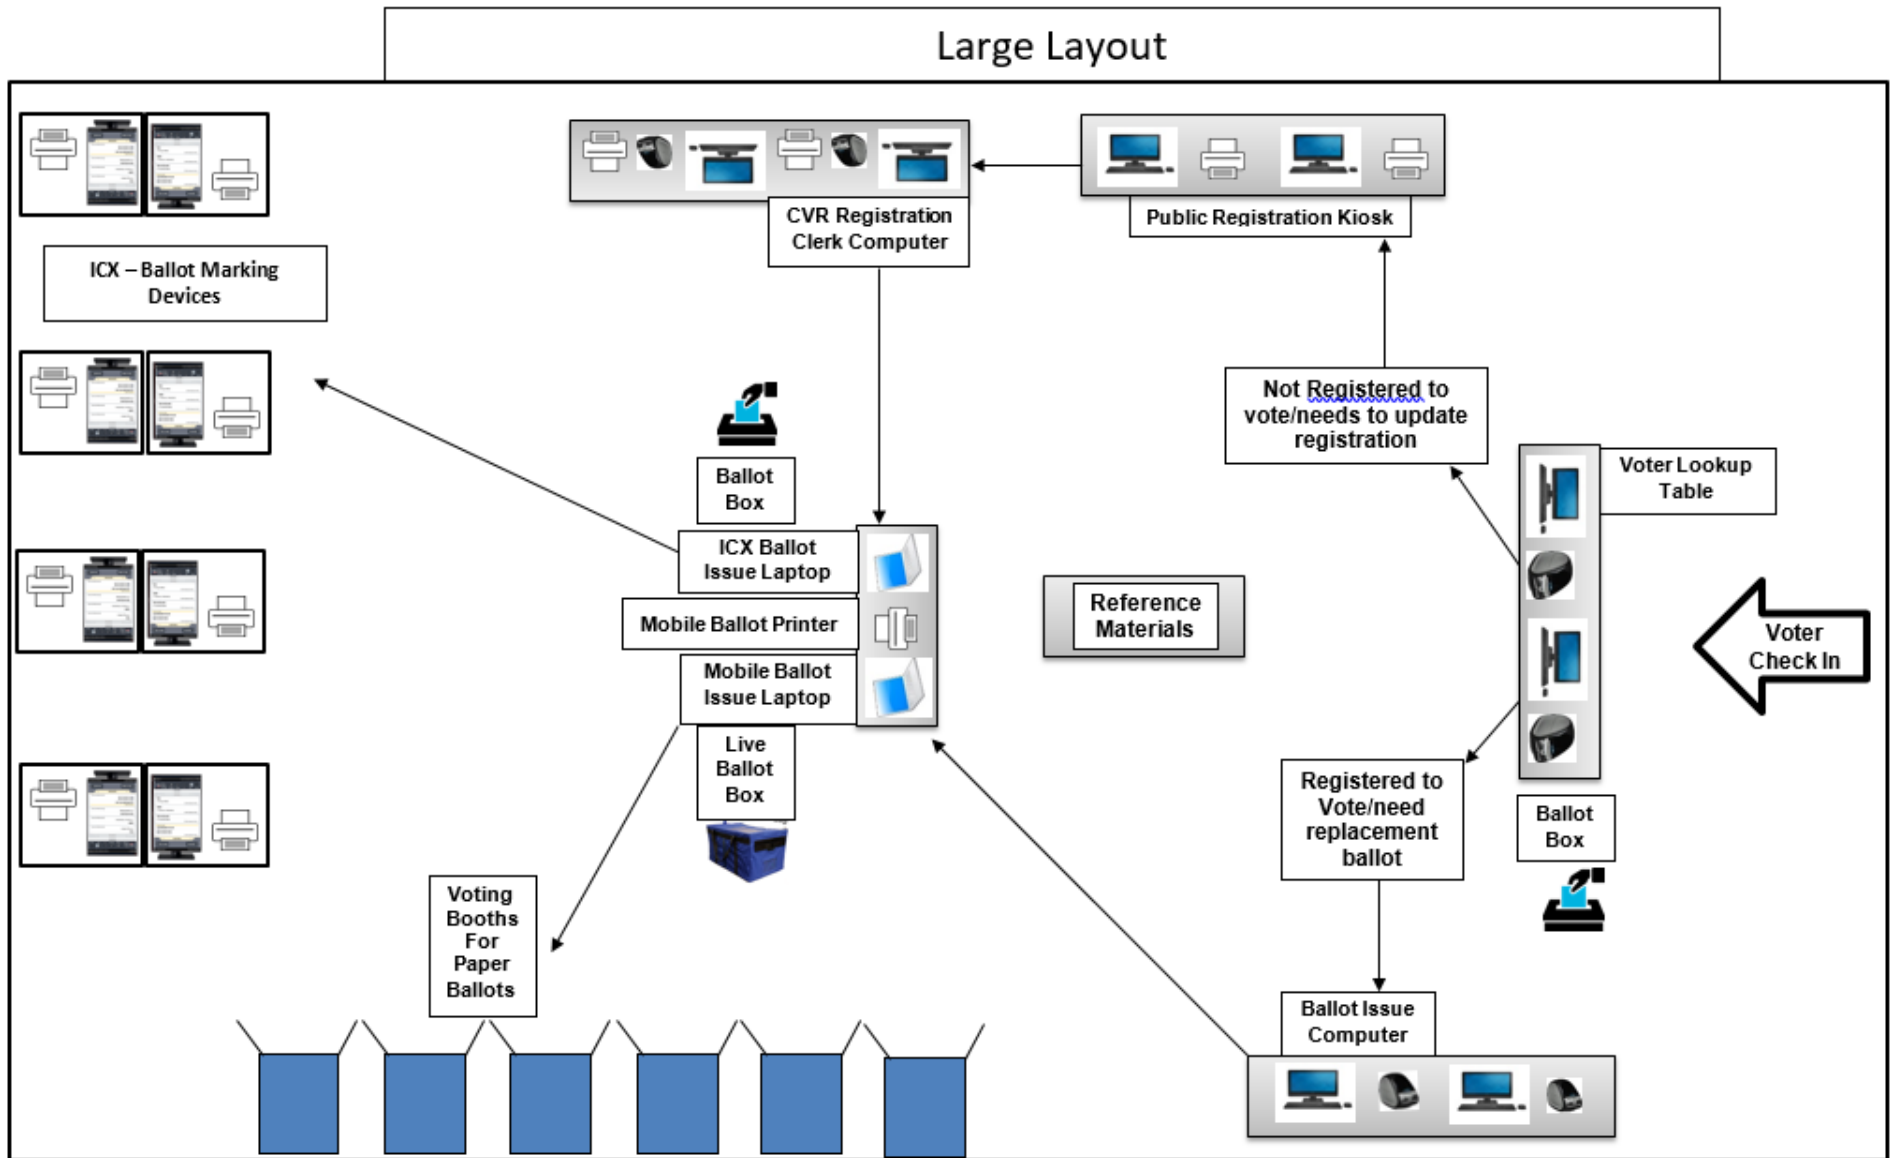 Large Layout
CVR Registration
Clerk Computer
Public Registration Kiosk
ICX – Ballot Marking
Devices
Not Registered to
vote/needs to update
registration
Voter Lookup
Table
Ballot
Box
ICX Ballot
Issue Laptop
Mobile Ballot Printer
Mobile Ballot
Issue Laptop
Live
Ballot
Box
Reference
Materials
Voter
Check In
Registered to
Vote/need
replacement
ballot
Ballot
Box
Voting
Booths
For
Paper
Ballots
Ballot Issue
Computer